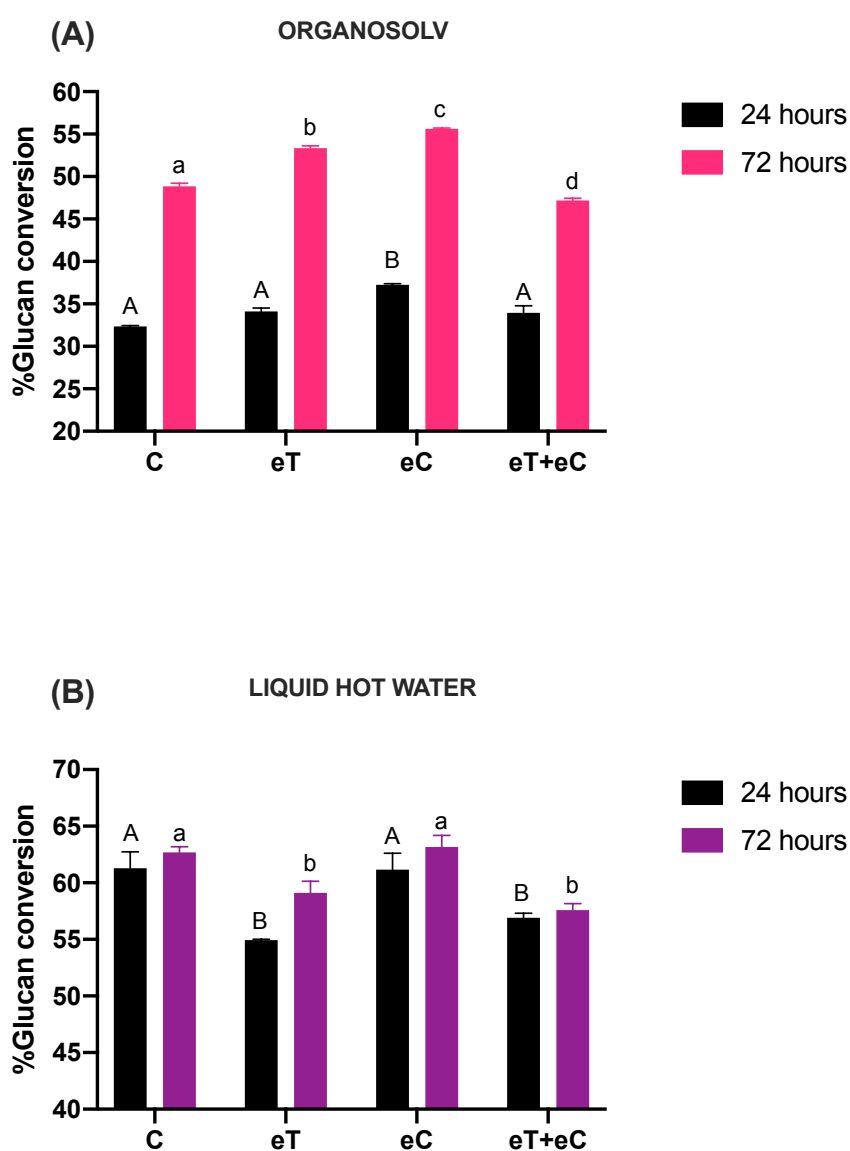 (A) ORGANOSOLV
%Glucan conversion
60
55
50
45
40
35
30
25
20
A a
A b
B c
A d
C eT eC eT+eC
24 hours
72 hours
(B) LIQUID HOT WATER
%Glucan conversion
70
65
60
55
50
45
40
A a
B b
A a
B b
C eT eC eT+eC
24 hours
72 hours